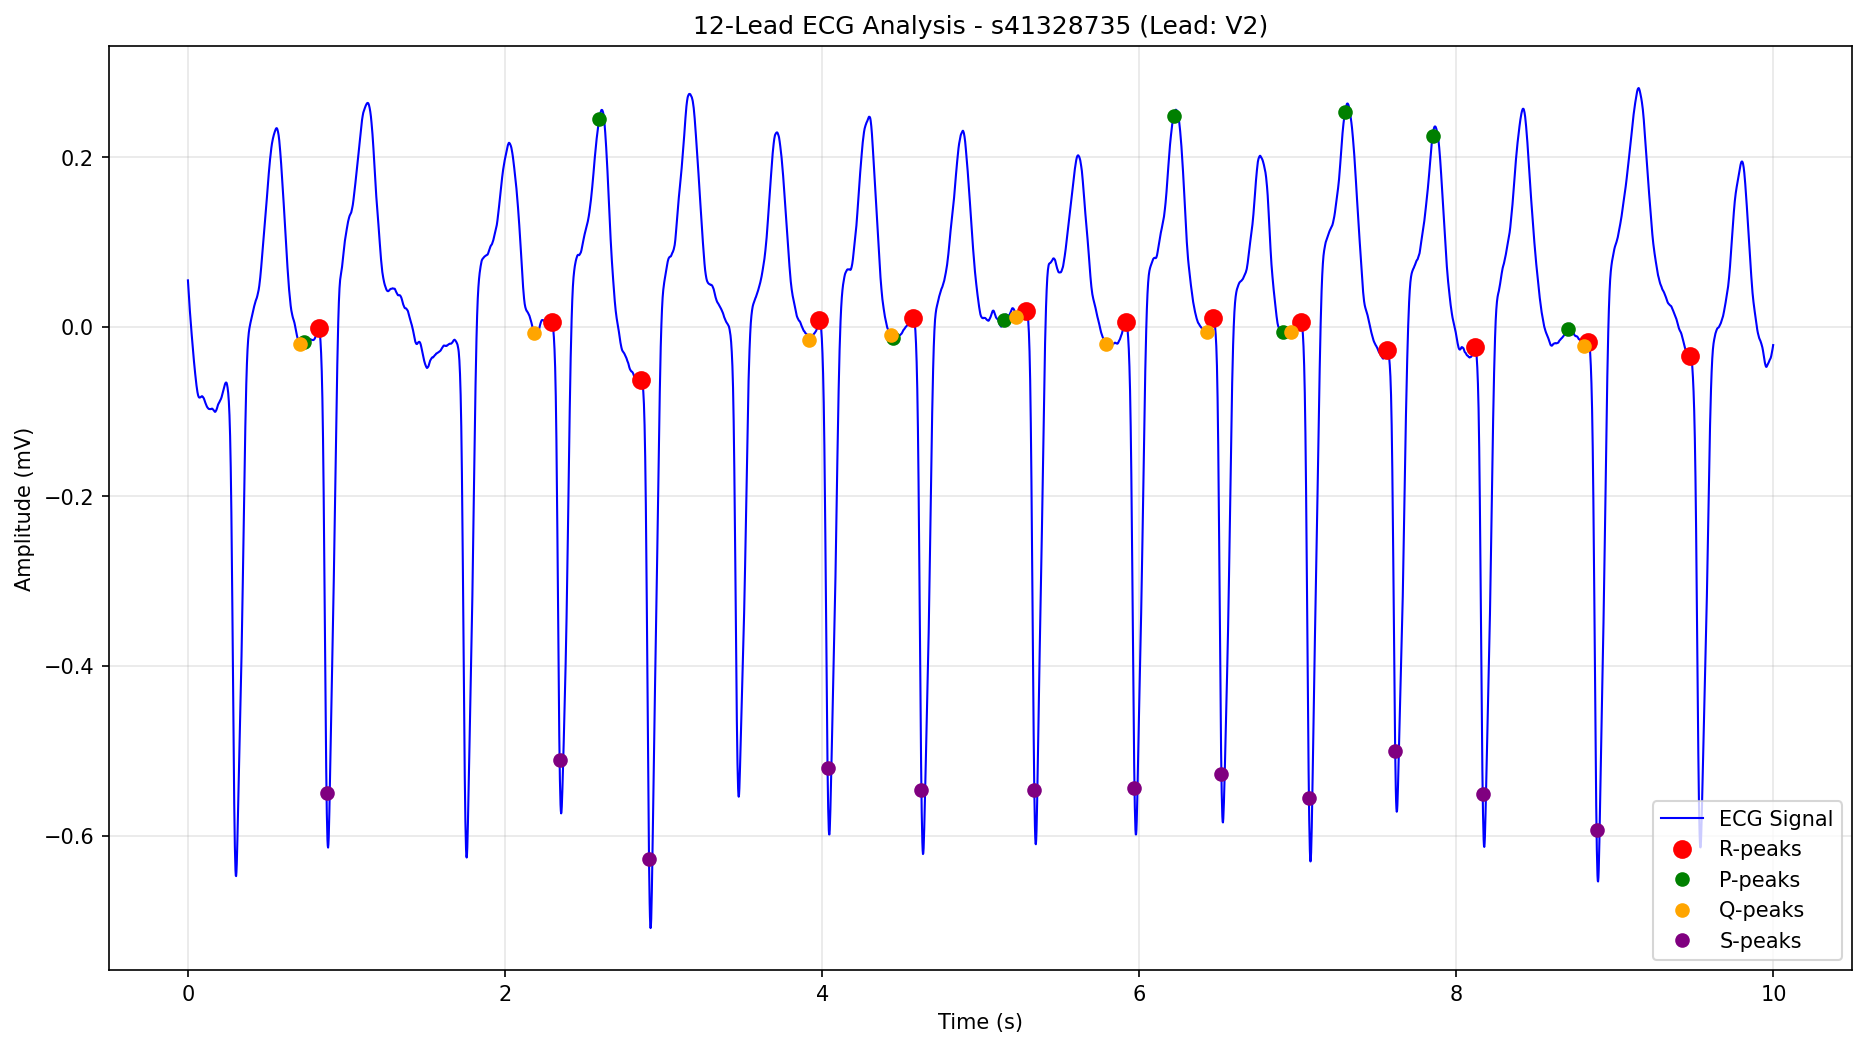 12-Lead ECG Analysis - s41328735 (Lead: V2)
Amplitude (mV)
0.2
0.0
−0.2
−0.4
−0.6
0 2 4 6 8 10
Time (s)
ECG Signal
R-peaks
P-peaks
Q-peaks
S-peaks